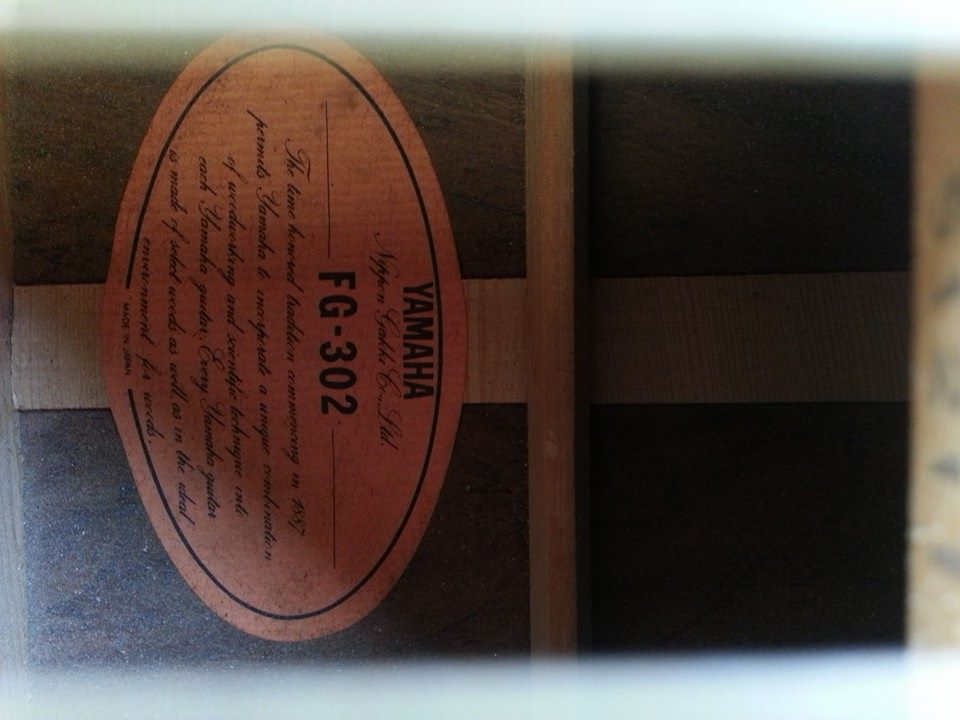 YAMAHA
Nippon Gakki Co., Ltd.
FG-302
The time honored tradition commencing in 1887
permits Yamaha to incorporate a unique combination
of woodworking and scientific technique into
each Yamaha guitar. Every Yamaha guitar
is made of select woods as well as in the ideal
environment for woods.
MADE IN JAPAN